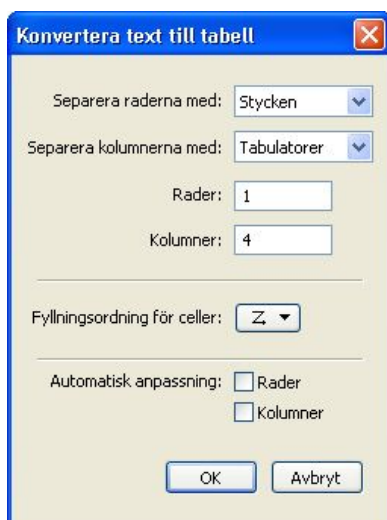 Konvertera text till tabell
Separera raderna med: Stycken
Separera kolumnerna med: Tabulatorer
Rader: 1
Kolumner: 4
Fyllningsordning för celler:
Automatisk anpassning: Rader
Kolumner
OK Avbryt